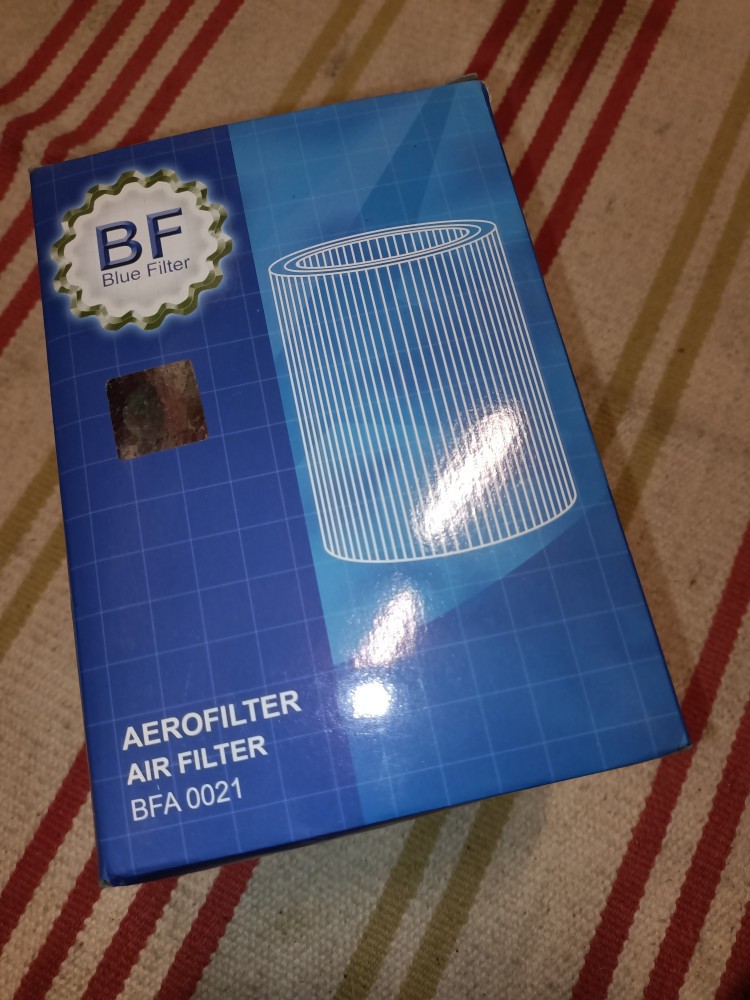 BF
Blue Filter
AEROFILTER
AIR FILTER
BFA 0021